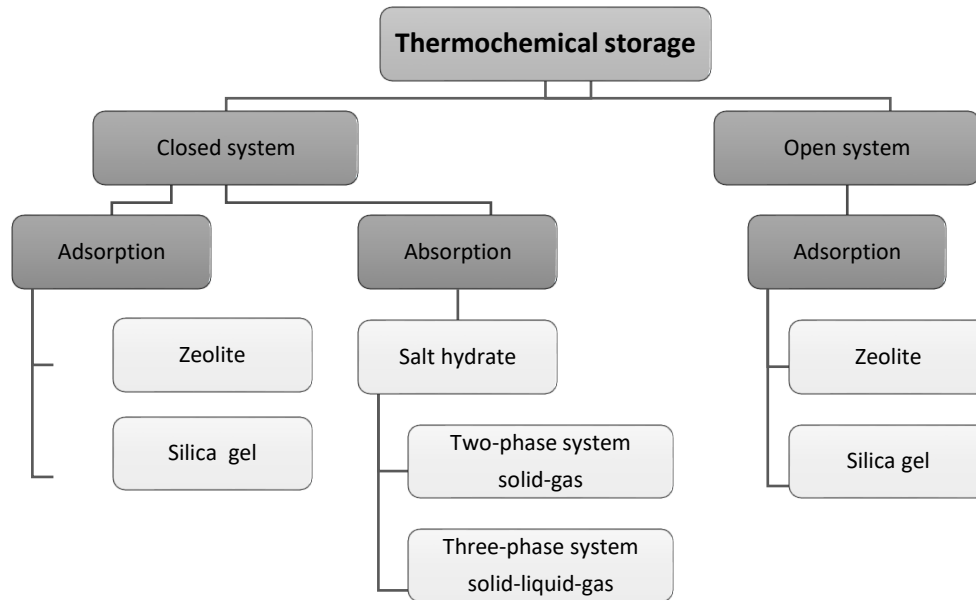 Thermochemical storage
Closed system
Open system
Adsorption
Absorption
Adsorption
Zeolite
Salt hydrate
Zeolite
Silica gel
Two-phase system
solid-gas
Silica gel
Three-phase system
solid-liquid-gas